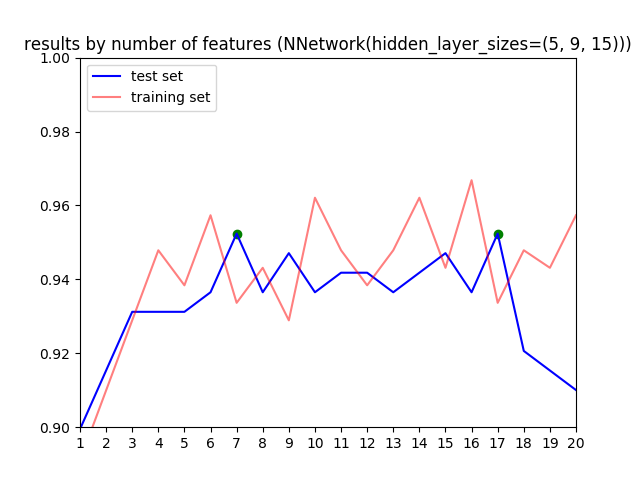 results by number of features (NNetwork(hidden_layer_sizes=(5, 9, 15)))
1.00
test set
training set
0.98
0.96
0.94
0.92
0.90
1 2 3 4 5 6 7 8 9 10 11 12 13 14 15 16 17 18 19 20